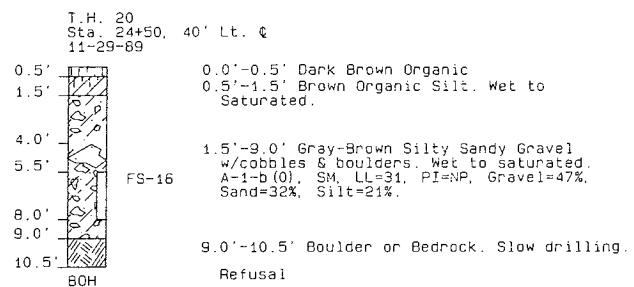 T.H. 20
Sta. 24+50, 40' Lt. ℄
11-29-89
0.5' 0.0'-0.5' Dark Brown Organic
1.5' 0.5'-1.5' Brown Organic Silt. Wet to
Saturated.
4.0' 1.5'-9.0' Gray-Brown Silty Sandy Gravel
w/cobbles & boulders. Wet to saturated.
5.5' FS-16 A-1-b(0), SM, LL=31, PI=NP, Gravel=47%,
Sand=32%, Silt=21%.
8.0'
9.0' 9.0'-10.5' Boulder or Bedrock. Slow drilling.
10.5' Refusal
BOH